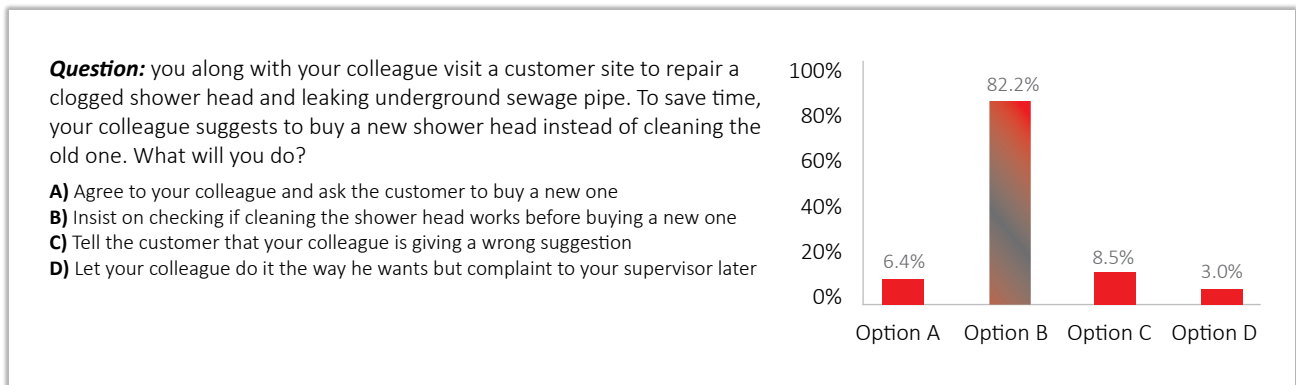 Question: you along with your colleague visit a customer site to repair a
clogged shower head and leaking underground sewage pipe. To save time,
your colleague suggests to buy a new shower head instead of cleaning the
old one. What will you do?
A) Agree to your colleague and ask the customer to buy a new one
B) Insist on checking if cleaning the shower head works before buying a new one
C) Tell the customer that your colleague is giving a wrong suggestion
D) Let your colleague do it the way he wants but complaint to your supervisor later
100%
80%
60%
40%
20%
0%
6.4%
82.2%
8.5%
3.0%
Option A
Option B
Option C
Option D